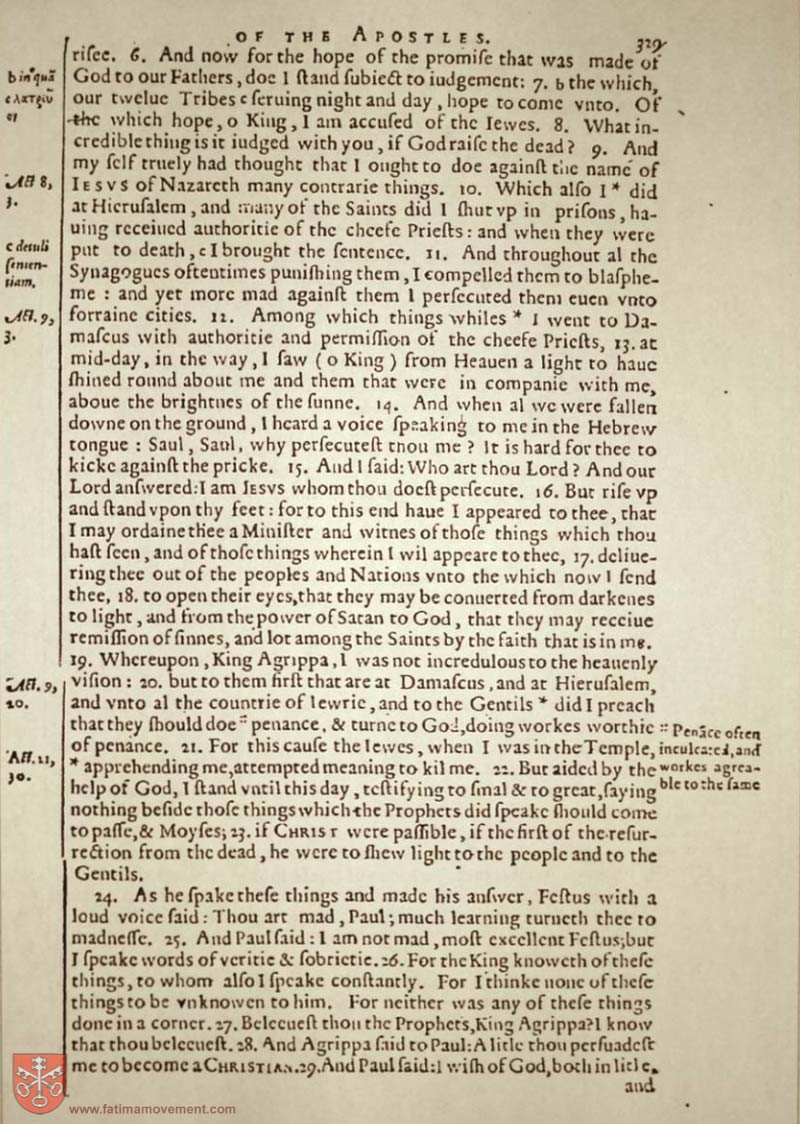 OF THE APOSTLES.
329
riſee. 6. And now for the hope of the promiſe that was made of
God to our Fathers, doe I ſtand ſubiect to iudgement: 7. b the which,
our twelue Tribes c ſeruing night and day, hope to come vnto. Of
the which hope, o King, I am accuſed of the Iewes. 8. What in-
credible thing is it iudged with you, if God raiſe the dead? 9. And
my ſelf truely had thought that I ought to doe againſt the name of
IESVS of Nazareth many contrarie things. 10. Which alſo I * did
at Hieruſalem, and many of the Saints did I ſhut vp in priſons, ha-
uing receiued authoritie of the cheefe Prieſts: and when they were
put to death, c I brought the ſentence. 11. And throughout al the
Synagogues oftentimes puniſhing them, I compelled them to blaſphe-
me: and yet more mad againſt them I perſecuted them euen vnto
forraine cities. 12. Among which things whiles * I went to Da-
maſcus with authoritie and permiſſion of the cheefe Prieſts, 13. at
mid-day, in the way, I ſaw (o King) from Heauen a light to haue
ſhined round about me and them that were in companie with me,
aboue the brightnes of the ſunne. 14. And when al we were fallen
downe on the ground, I heard a voice ſpeaking to me in the Hebrew
tongue: Saul, Saul, why perſecuteſt thou me? It is hard for thee to
kicke againſt the pricke. 15. And I ſaid: Who art thou Lord? And our
Lord anſwered: I am IESVS whom thou doeſt perſecute. 16. But riſe vp
and ſtand vpon thy feet: for to this end haue I appeared to thee, that
I may ordaine thee a Miniſter and witnes of thoſe things which thou
haſt ſeen, and of thoſe things wherein I wil appeare to thee, 17. deliue-
ring thee out of the peoples and Nations vnto the which now I ſend
thee, 18. to open their eyes, that they may be conuerted from darkenes
to light, and from the power of Satan to God, that they may receiue
remiſſion of ſinnes, and lot among the Saints by the faith that is in me.
19. Whereupon, King Agrippa, I was not incredulous to the heauenly
viſion: 20. but to them firſt that are at Damaſcus, and at Hieruſalem,
and vnto al the countrie of Iewrie, and to the Gentils * did I preach
that they ſhould doe :: penance, & turne to God, doing workes worthie
of penance. 21. For this cauſe the Iewes, when I was in the Temple,
* apprehending me, attempted meaning to kil me. 22. But aided by the
help of God, I ſtand vntil this day, teſtifying to ſmal & to great, ſaying
nothing beſide thoſe things which the Prophets did ſpeake ſhould come
to paſſe, & Moyſes; 23. if CHRIST were paſſible, if the firſt of the reſur-
rection from the dead, he were to ſhew light to the people and to the
Gentils.
24. As he ſpake theſe things and made his anſwer, Feſtus with a
loud voice ſaid: Thou art mad, Paul; much learning turneth thee to
madneſſe. 25. And Paul ſaid: I am not mad, moſt excellent Feſtus; but
I ſpeake words of veritie & ſobrietie. 26. For the King knoweth of theſe
things, to whom alſo I ſpeake conſtantly. For I thinke none of theſe
things to be vnknowen to him. For neither was any of theſe things
done in a corner. 27. Beleeueſt thou the Prophets, King Agrippa? I know
that thou beleeueſt. 28. And Agrippa ſaid to Paul: A litle thou perſuadeſt
me to become a CHRISTIAN. 29. And Paul ſaid: I wiſh of God, both in litle,
and
b in quā
c λατρεῦ
Act 8,
3.
c detuli
ſenten-
tiam.
Act. 9,
3.
Act. 9,
20.
Act. 21,
30.
:: Penāce often
inculcated, and
workes agrea-
ble to the ſame
www.fatimamovement.com